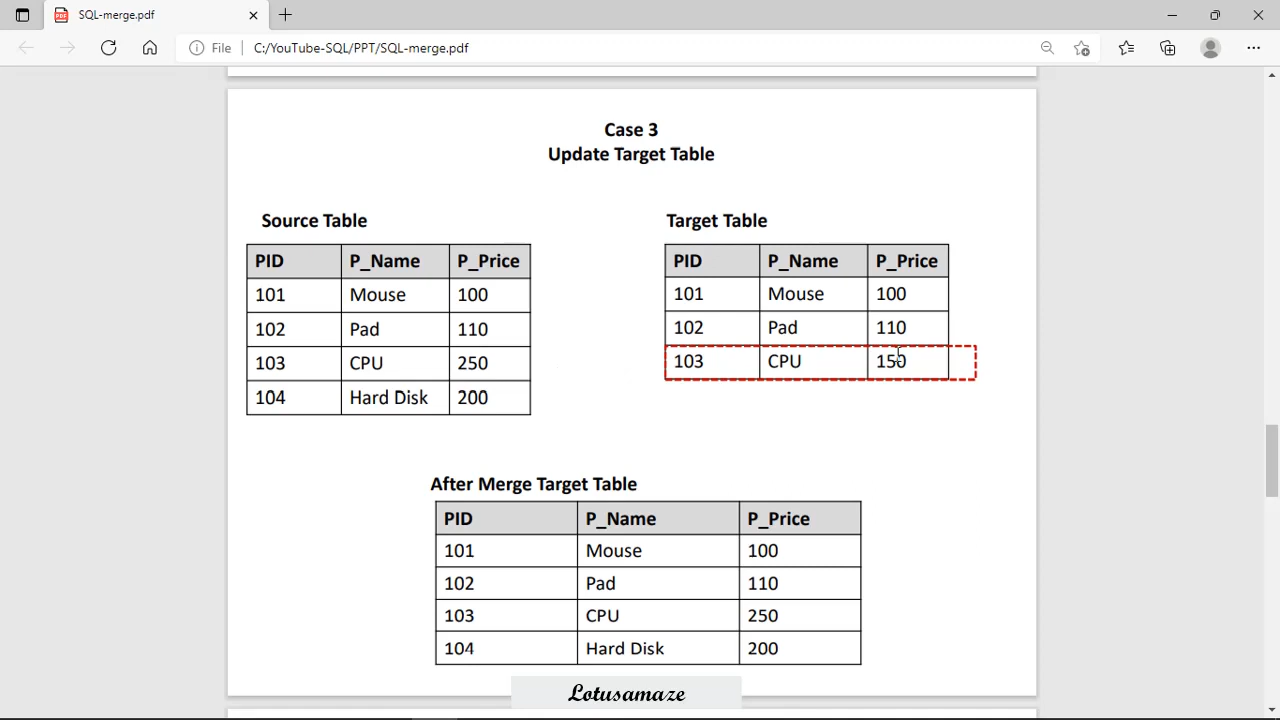 SQL-merge.pdf
File C:/YouTube-SQL/PPT/SQL-merge.pdf
Case 3
Update Target Table
Source Table
PID P_Name P_Price
101 Mouse 100
102 Pad 110
103 CPU 250
104 Hard Disk 200
Target Table
PID P_Name P_Price
101 Mouse 100
102 Pad 110
103 CPU 150
After Merge Target Table
PID P_Name P_Price
101 Mouse 100
102 Pad 110
103 CPU 250
104 Hard Disk 200
Lotusamaze